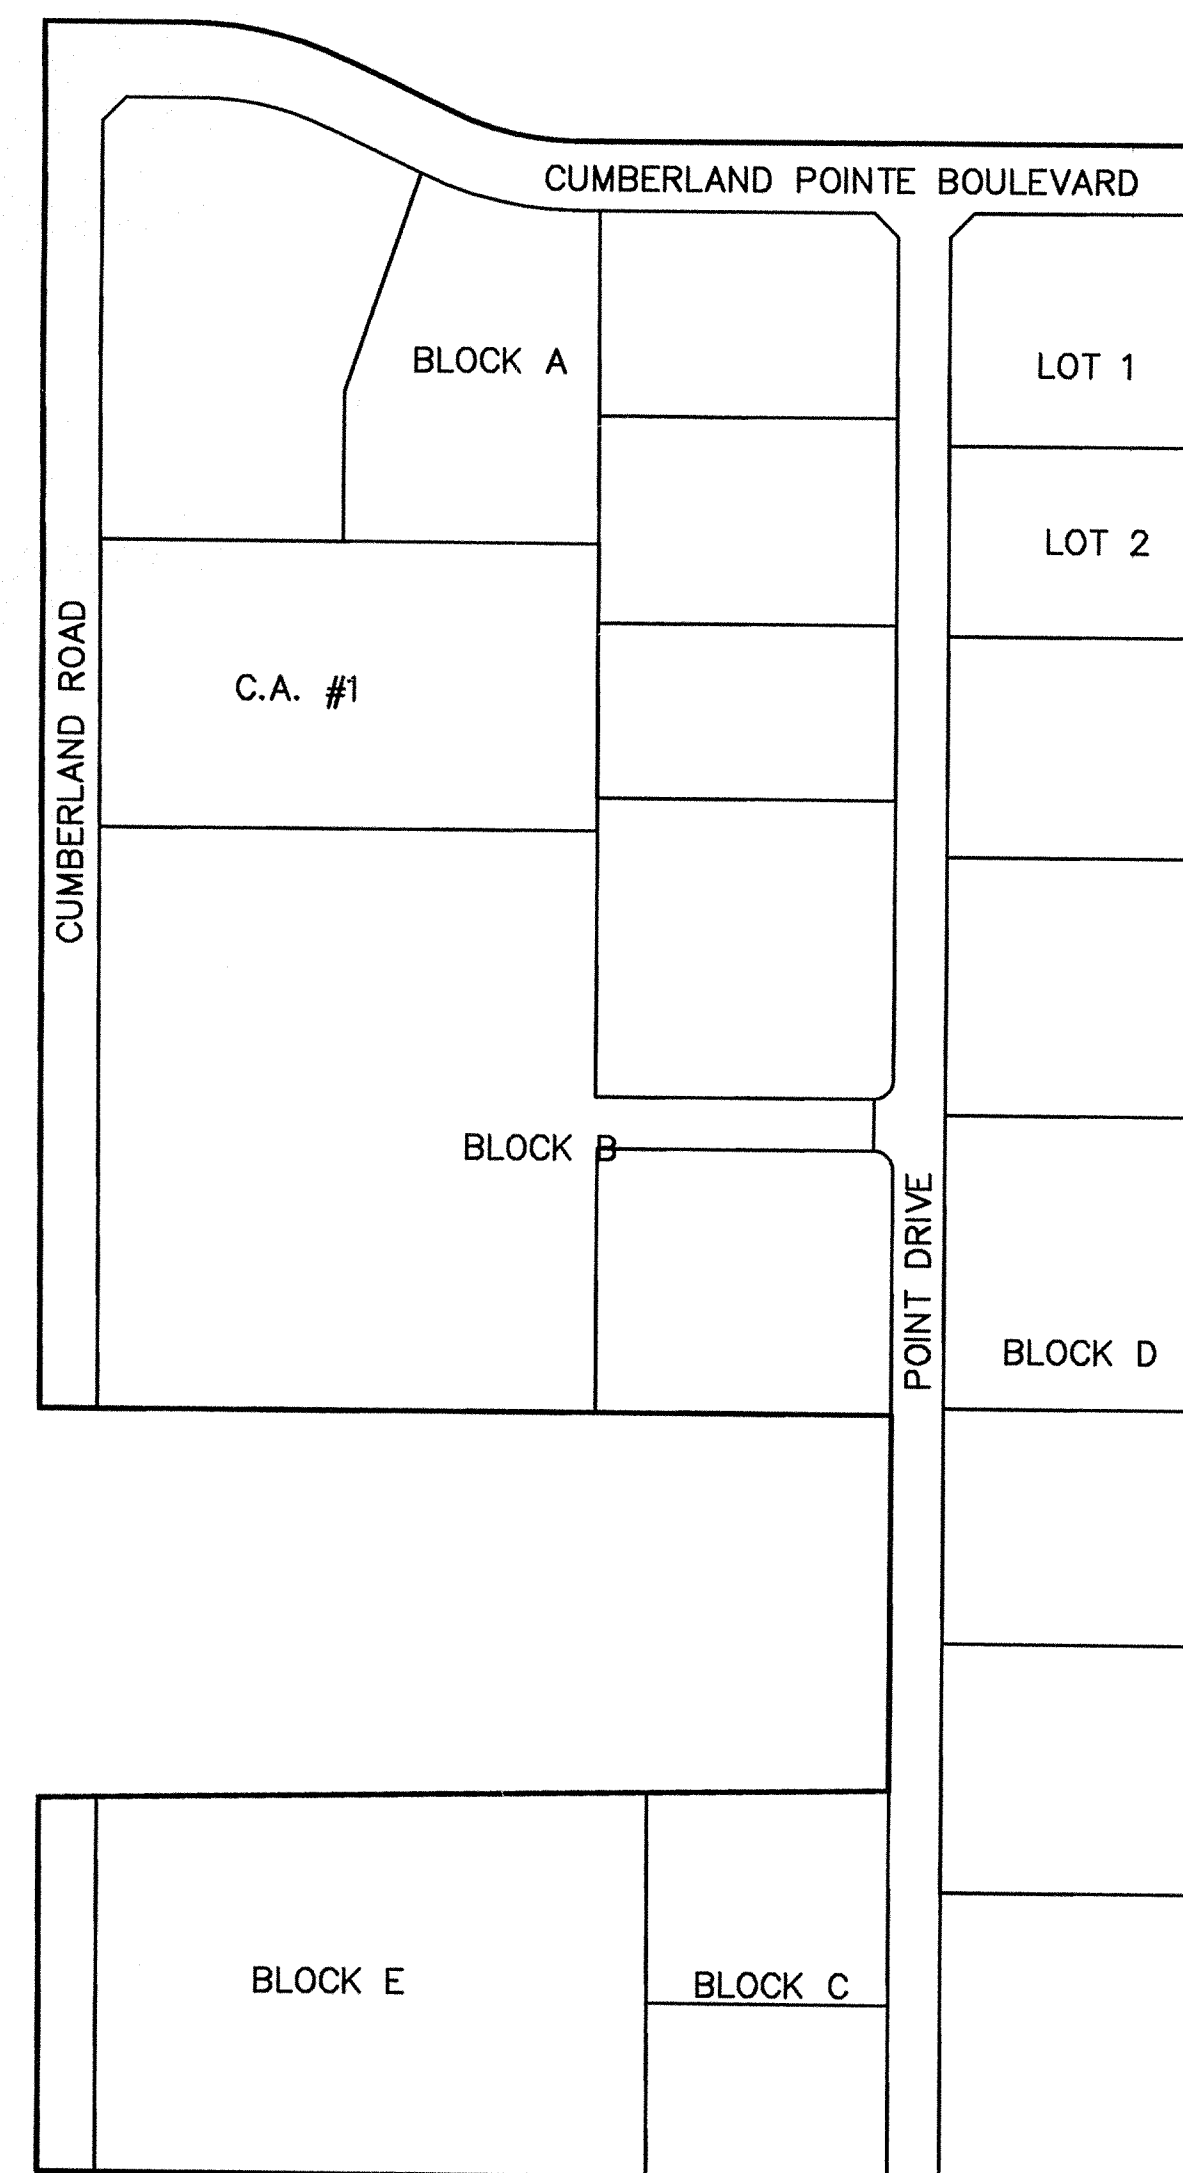 CUMBERLAND POINTE BOULEVARD
BLOCK A
LOT 1
LOT 2
CUMBERLAND ROAD
C.A. #1
BLOCK B
POINT DRIVE
BLOCK D
BLOCK E
BLOCK C